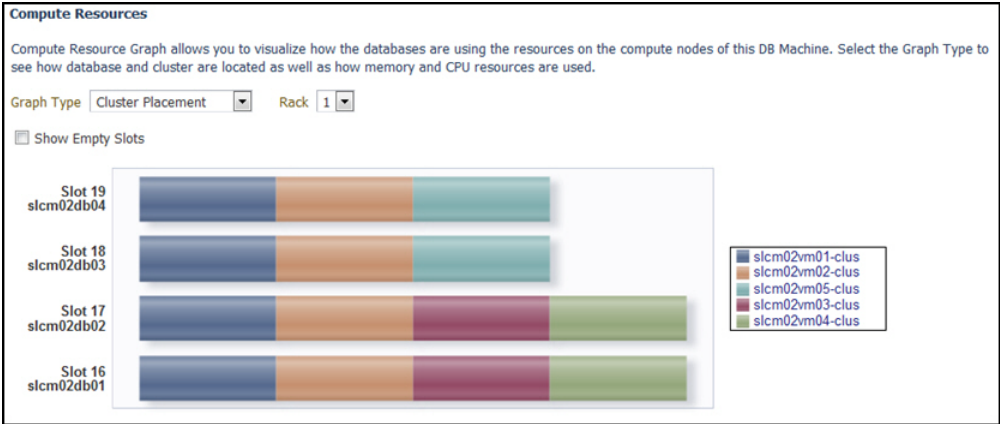 Compute Resources
Compute Resource Graph allows you to visualize how the databases are using the resources on the compute nodes of this DB Machine. Select the Graph Type to
see how database and cluster are located as well as how memory and CPU resources are used.
Graph Type Cluster Placement Rack 1
Show Empty Slots
Slot 19
slcm02db04
Slot 18
slcm02db03
Slot 17
slcm02db02
Slot 16
slcm02db01
slcm02vm01-clus
slcm02vm02-clus
slcm02vm05-clus
slcm02vm03-clus
slcm02vm04-clus